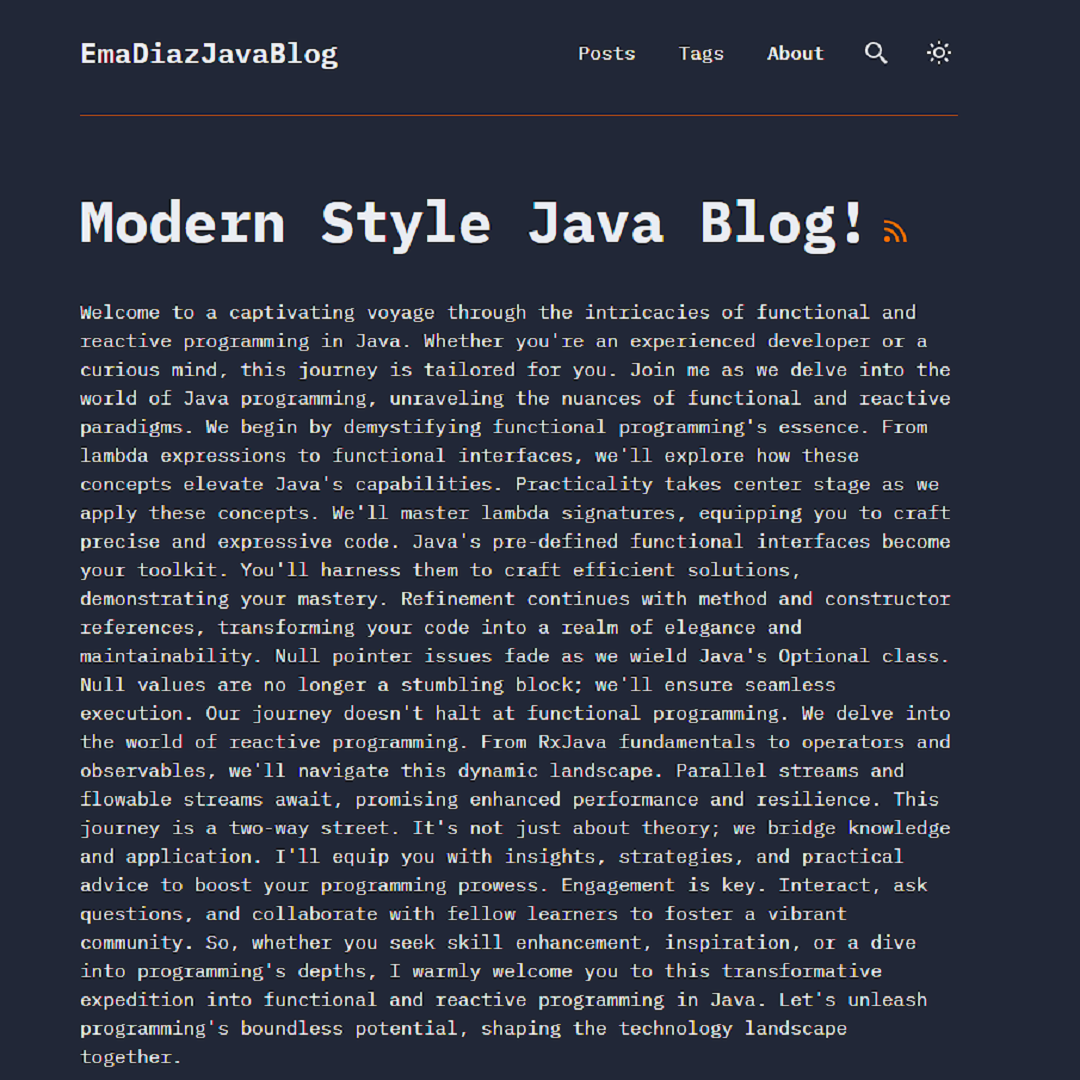 EmaDiazJavaBlog Posts Tags About
Modern Style Java Blog!
Welcome to a captivating voyage through the intricacies of functional and
reactive programming in Java. Whether you're an experienced developer or a
curious mind, this journey is tailored for you. Join me as we delve into the
world of Java programming, unraveling the nuances of functional and reactive
paradigms. We begin by demystifying functional programming's essence. From
lambda expressions to functional interfaces, we'll explore how these
concepts elevate Java's capabilities. Practicality takes center stage as we
apply these concepts. We'll master lambda signatures, equipping you to craft
precise and expressive code. Java's pre-defined functional interfaces become
your toolkit. You'll harness them to craft efficient solutions,
demonstrating your mastery. Refinement continues with method and constructor
references, transforming your code into a realm of elegance and
maintainability. Null pointer issues fade as we wield Java's Optional class.
Null values are no longer a stumbling block; we'll ensure seamless
execution. Our journey doesn't halt at functional programming. We delve into
the world of reactive programming. From RxJava fundamentals to operators and
observables, we'll navigate this dynamic landscape. Parallel streams and
flowable streams await, promising enhanced performance and resilience. This
journey is a two-way street. It's not just about theory; we bridge knowledge
and application. I'll equip you with insights, strategies, and practical
advice to boost your programming prowess. Engagement is key. Interact, ask
questions, and collaborate with fellow learners to foster a vibrant
community. So, whether you seek skill enhancement, inspiration, or a dive
into programming's depths, I warmly welcome you to this transformative
expedition into functional and reactive programming in Java. Let's unleash
programming's boundless potential, shaping the technology landscape
together.